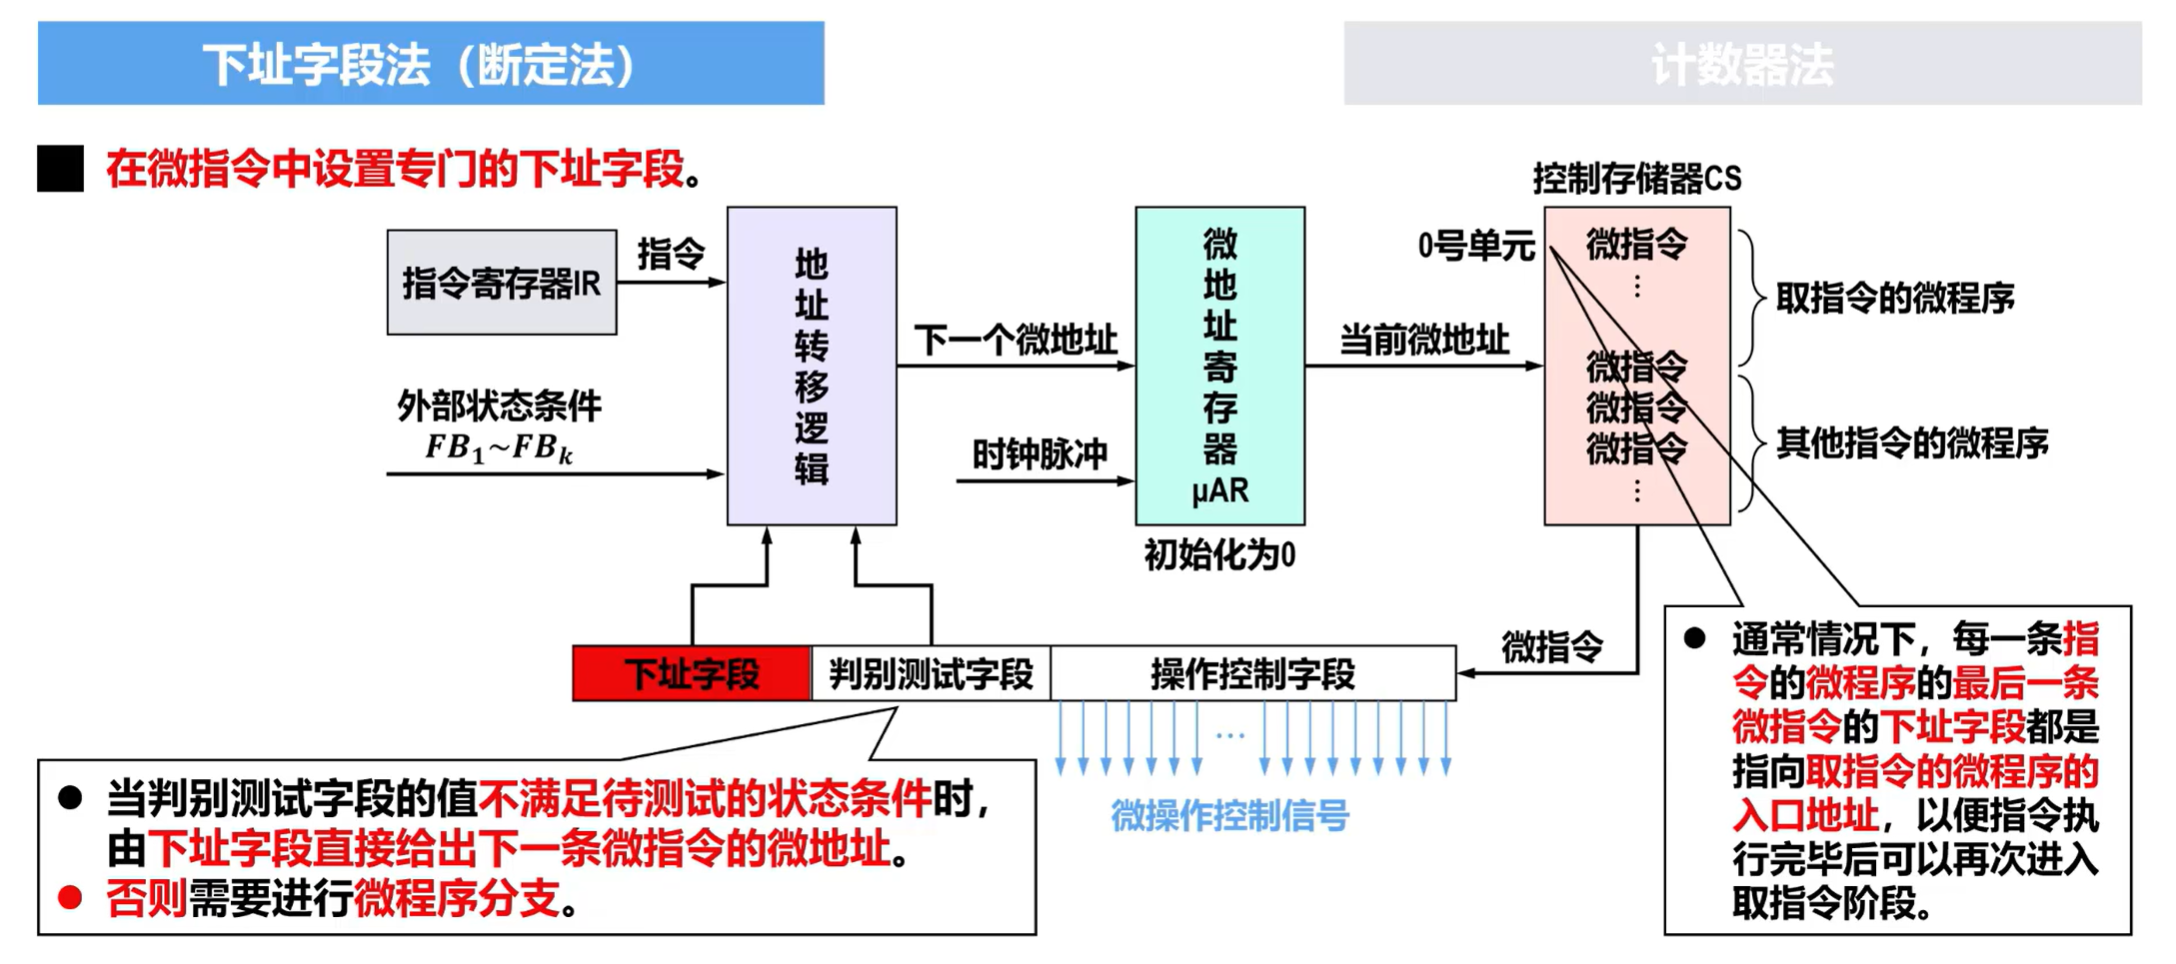 下址字段法（断定法）
计数器法
在微指令中设置专门的下址字段。
控制存储器CS
指令寄存器IR
指令
外部状态条件
FB₁~FBₖ
地址转移逻辑
下一个微地址
时钟脉冲
微地址寄存器μAR
初始化为0
当前微地址
0号单元
微指令
⋮
微指令
微指令
微指令
⋮
取指令的微程序
其他指令的微程序
微指令
下址字段
判别测试字段
操作控制字段
…
微操作控制信号
● 当判别测试字段的值不满足待测试的状态条件时，
由下址字段直接给出下一条微指令的微地址。
● 否则需要进行微程序分支。
● 通常情况下，每一条指
令的微程序的最后一条
微指令的下址字段都是
指向取指令的微程序的
入口地址，以便指令执
行完毕后可以再次进入
取指令阶段。